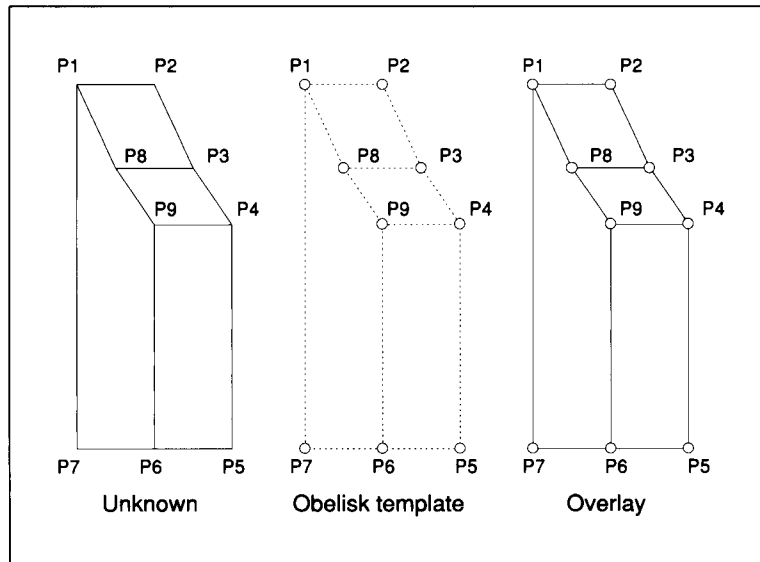 P1 P2 P1 P2 P1 P2
P8 P3 P8 P3 P8 P3
P9 P4 P9 P4 P9 P4
P7 P6 P5 P7 P6 P5 P7 P6 P5
Unknown Obelisk template Overlay